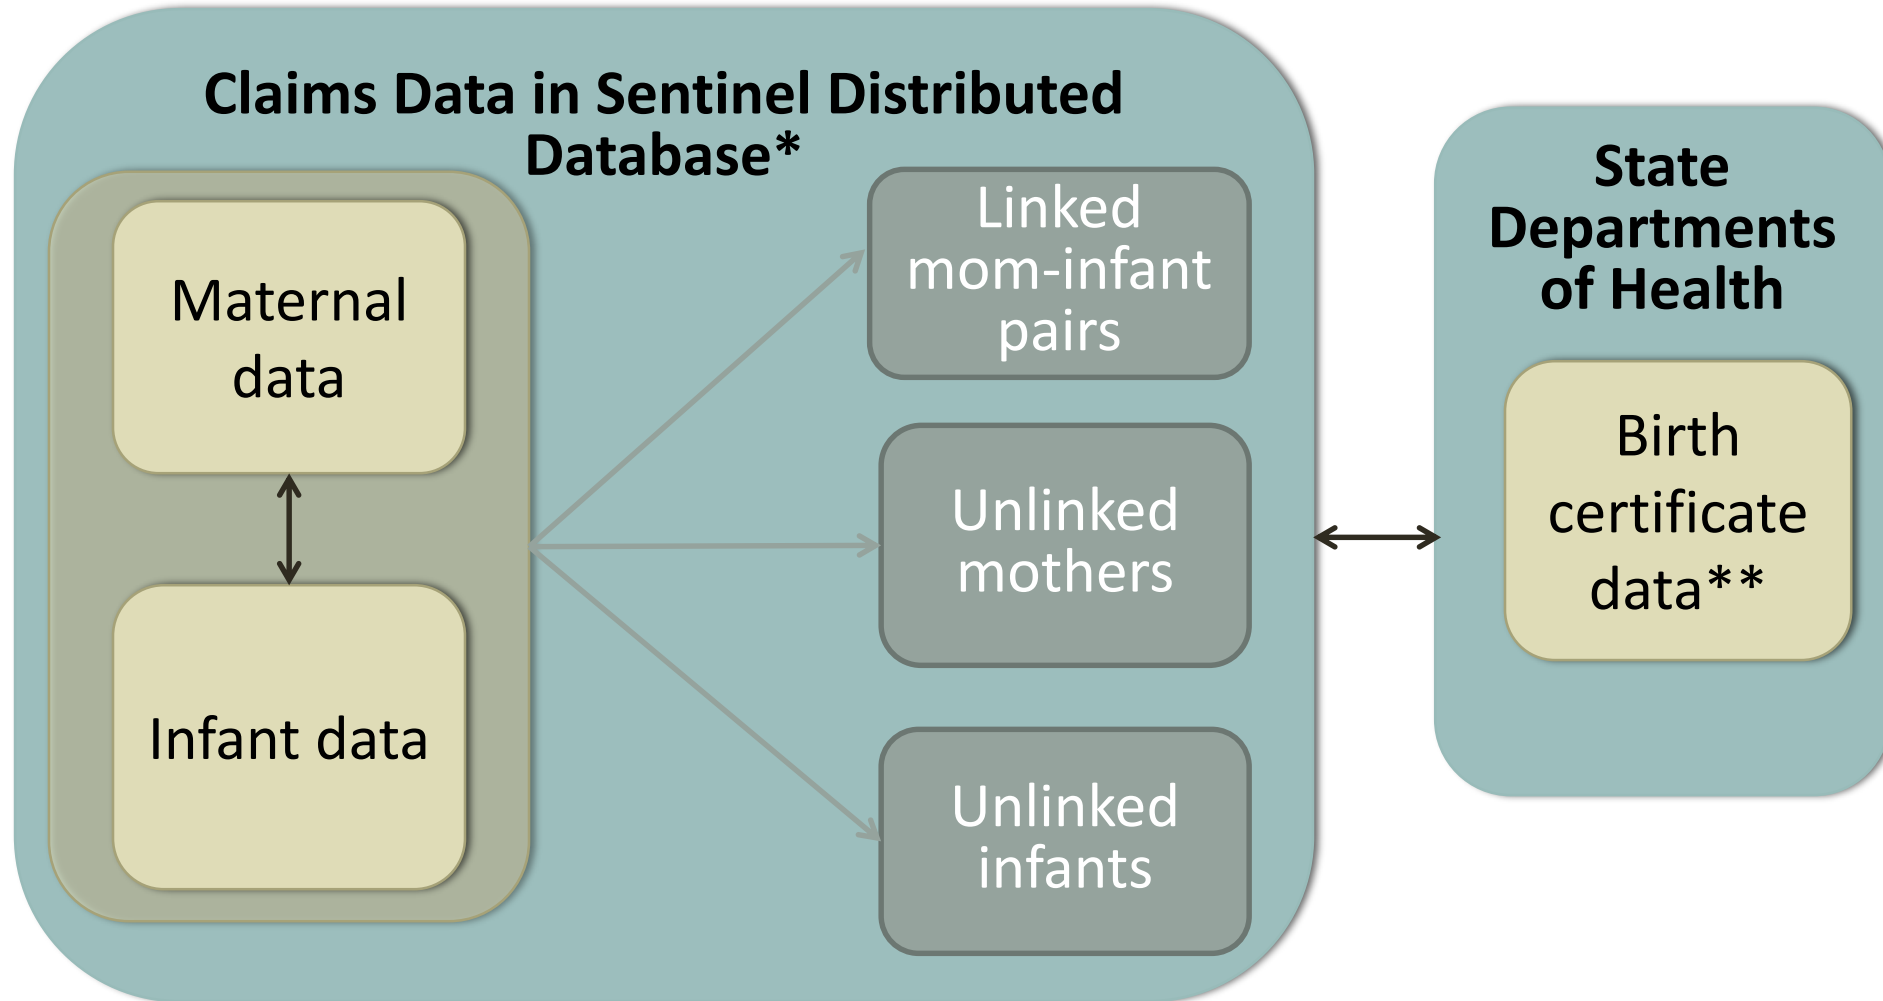 Claims Data in Sentinel Distributed
Database*
Maternal
data
Infant data
Linked
mom-infant
pairs
Unlinked
mothers
Unlinked
infants
State
Departments
of Health
Birth
certificate
data**